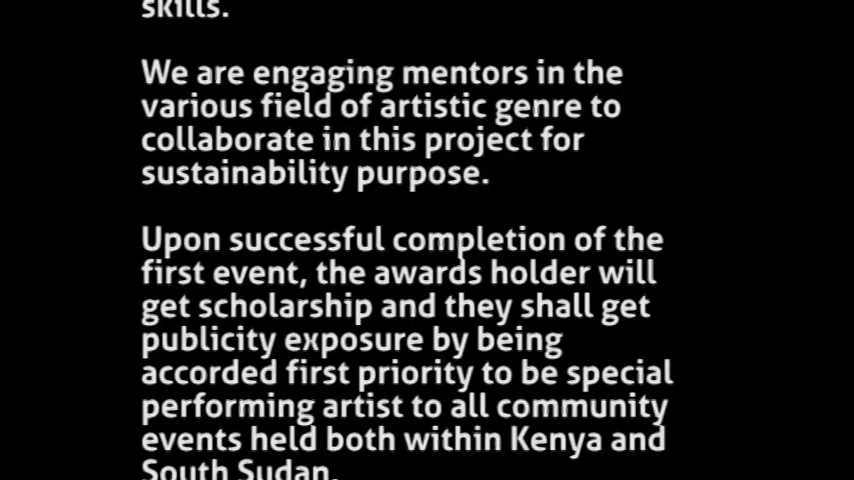 skills.
We are engaging mentors in the
various field of artistic genre to
collaborate in this project for
sustainability purpose.
Upon successful completion of the
first event, the awards holder will
get scholarship and they shall get
publicity exposure by being
accorded first priority to be special
performing artist to all community
events held both within Kenya and
South Sudan.